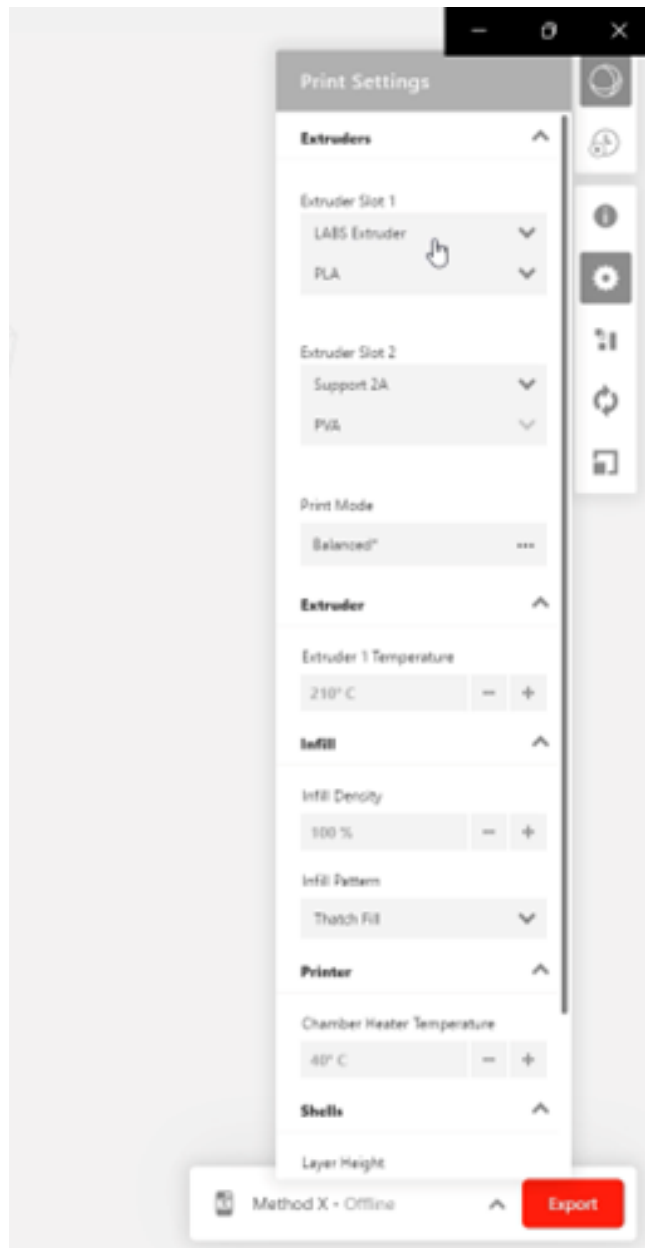 Print Settings
Extruders
Extruder Slot 1
LABS Extruder
PLA
Extruder Slot 2
Support 2A
PVA
Print Mode
Balanced*
Extruder
Extruder 1 Temperature
210° C
Infill
Infill Density
100 %
Infill Pattern
Thatch Fill
Printer
Chamber Heater Temperature
40° C
Shells
Layer Height
Method X - Offline
Export